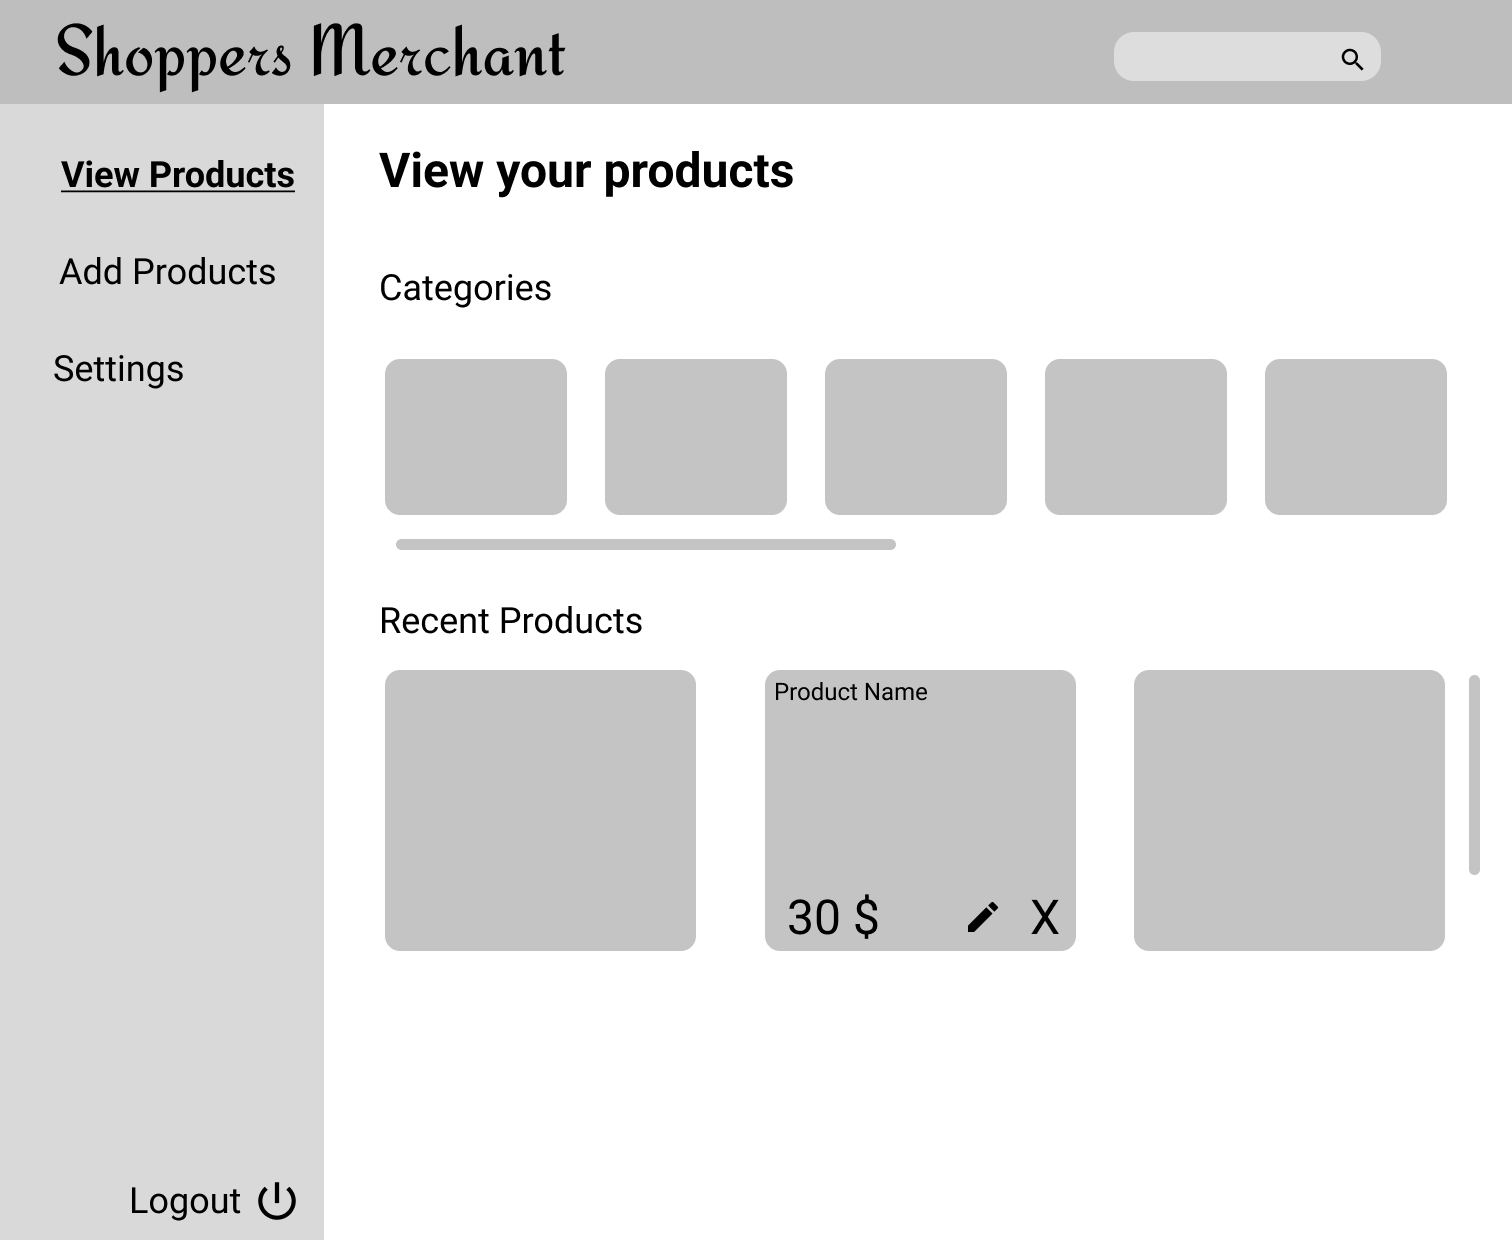 Shoppers Merchant
View Products
Add Products
Settings
Logout
View your products
Categories
Recent Products
Product Name
30 $
X